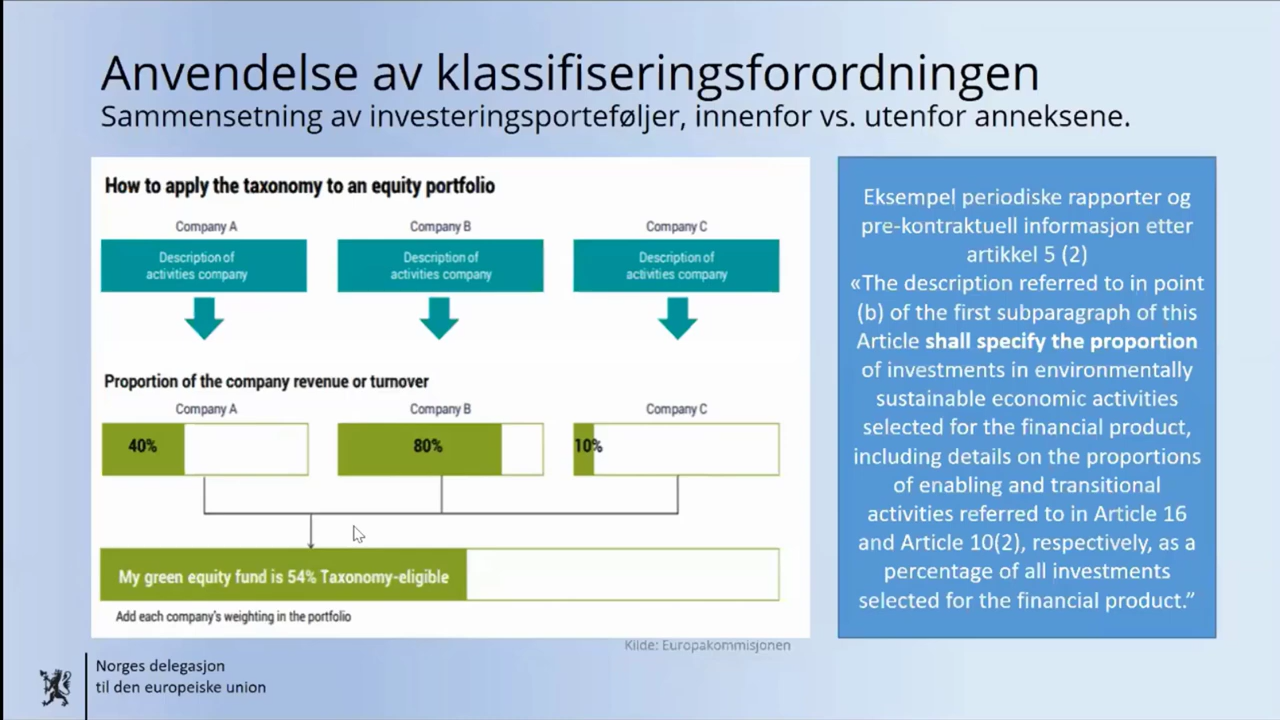 Anvendelse av klassifiseringsforordningen
Sammensetning av investeringsporteføljer, innenfor vs. utenfor anneksene.
How to apply the taxonomy to an equity portfolio
Company A
Company B
Company C
Description of
activities company
Description of
activities company
Description of
activities company
Proportion of the company revenue or turnover
Company A
Company B
Company C
40%
80%
10%
My green equity fund is 54% Taxonomy-eligible
Add each company's weighting in the portfolio
Kilde: Europakommisjonen
Eksempel periodiske rapporter og
pre-kontraktuell informasjon etter
artikkel 5 (2)
«The description referred to in point
(b) of the first subparagraph of this
Article shall specify the proportion
of investments in environmentally
sustainable economic activities
selected for the financial product,
including details on the proportions
of enabling and transitional
activities referred to in Article 16
and Article 10(2), respectively, as a
percentage of all investments
selected for the financial product.”
Norges delegasjon
til den europeiske union